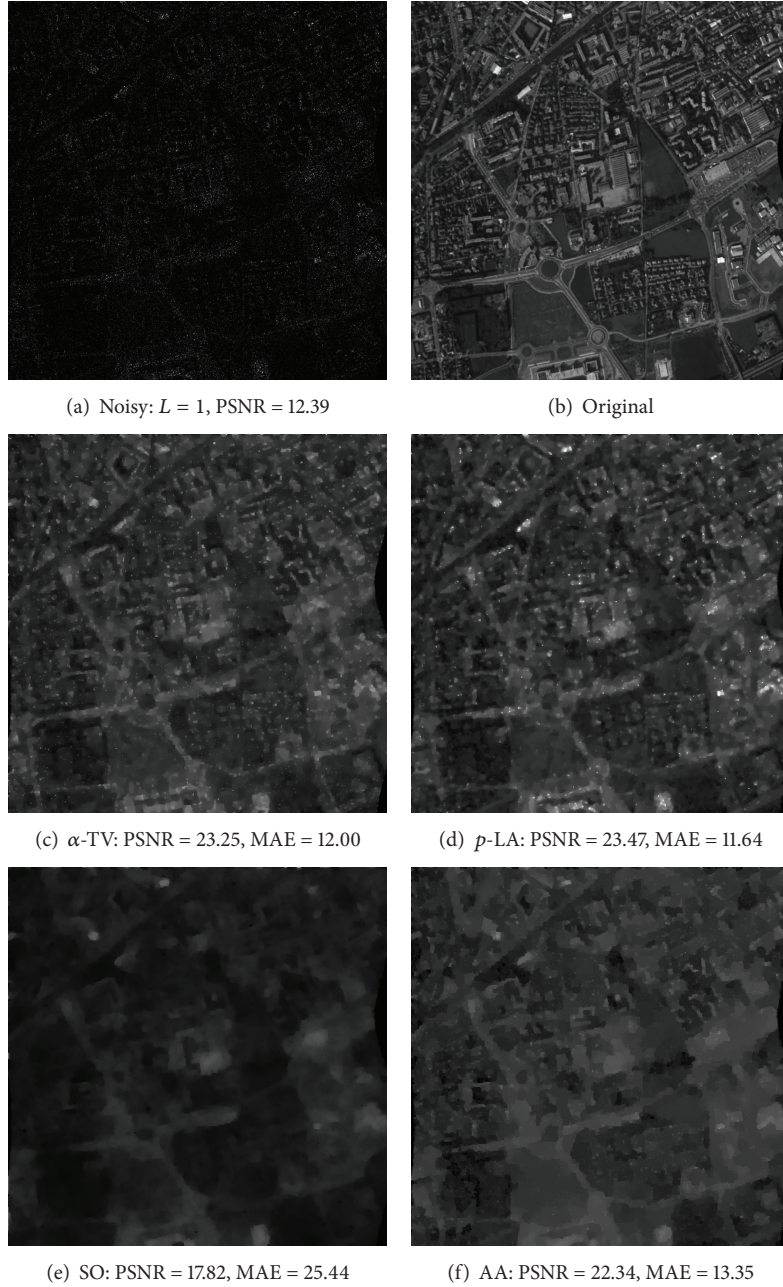 (a) Noisy: L = 1, PSNR = 12.39
(b) Original
(c) α-TV: PSNR = 23.25, MAE = 12.00
(d) p-LA: PSNR = 23.47, MAE = 11.64
(e) SO: PSNR = 17.82, MAE = 25.44
(f) AA: PSNR = 22.34, MAE = 13.35